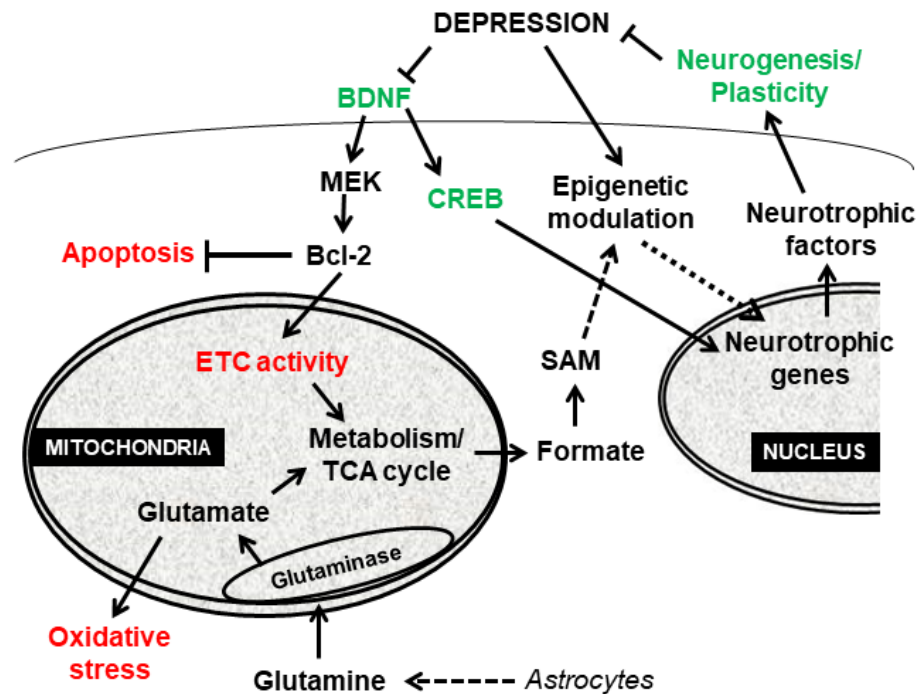 DEPRESSION
Neurogenesis/
Plasticity
BDNF
MEK
CREB
Epigenetic
modulation
Neurotrophic
factors
Apoptosis
Bcl-2
ETC activity
SAM
Neurotrophic
genes
MITOCHONDRIA
Metabolism/
TCA cycle
Formate
NUCLEUS
Glutamate
Glutaminase
Oxidative
stress
Glutamine
Astrocytes